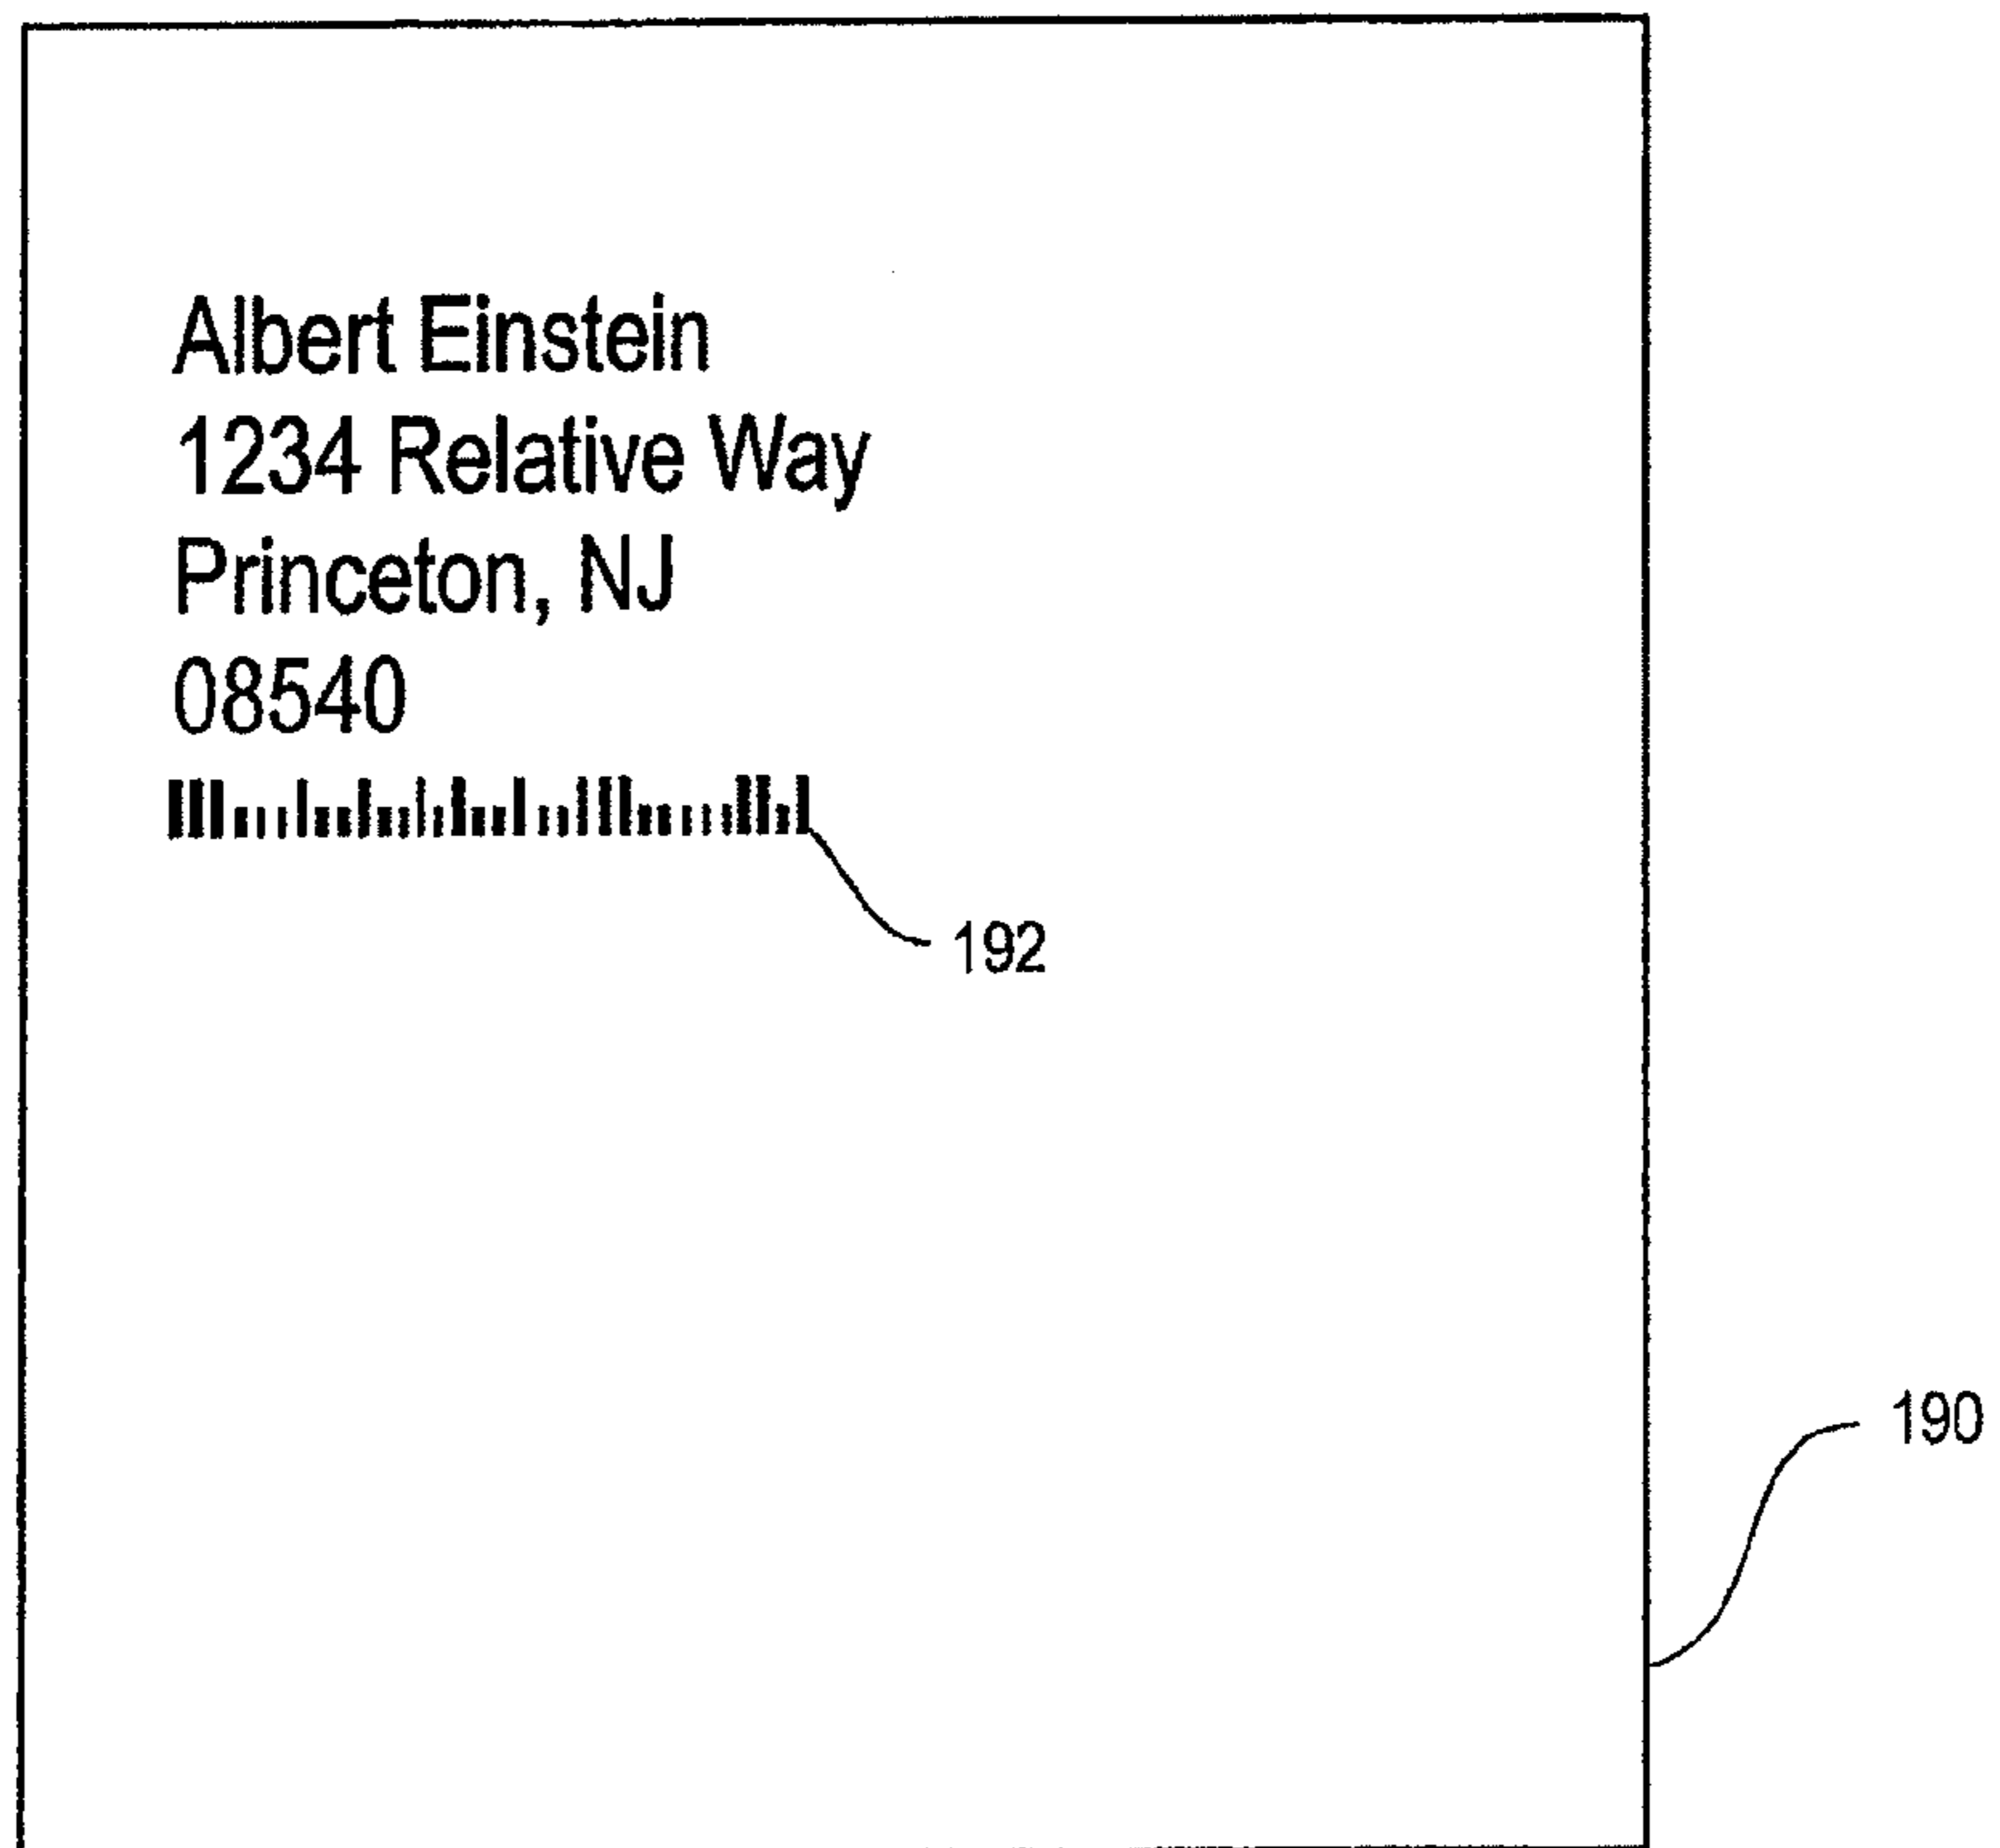 Albert Einstein
1234 Relative Way
Princeton, NJ
08540
192
190